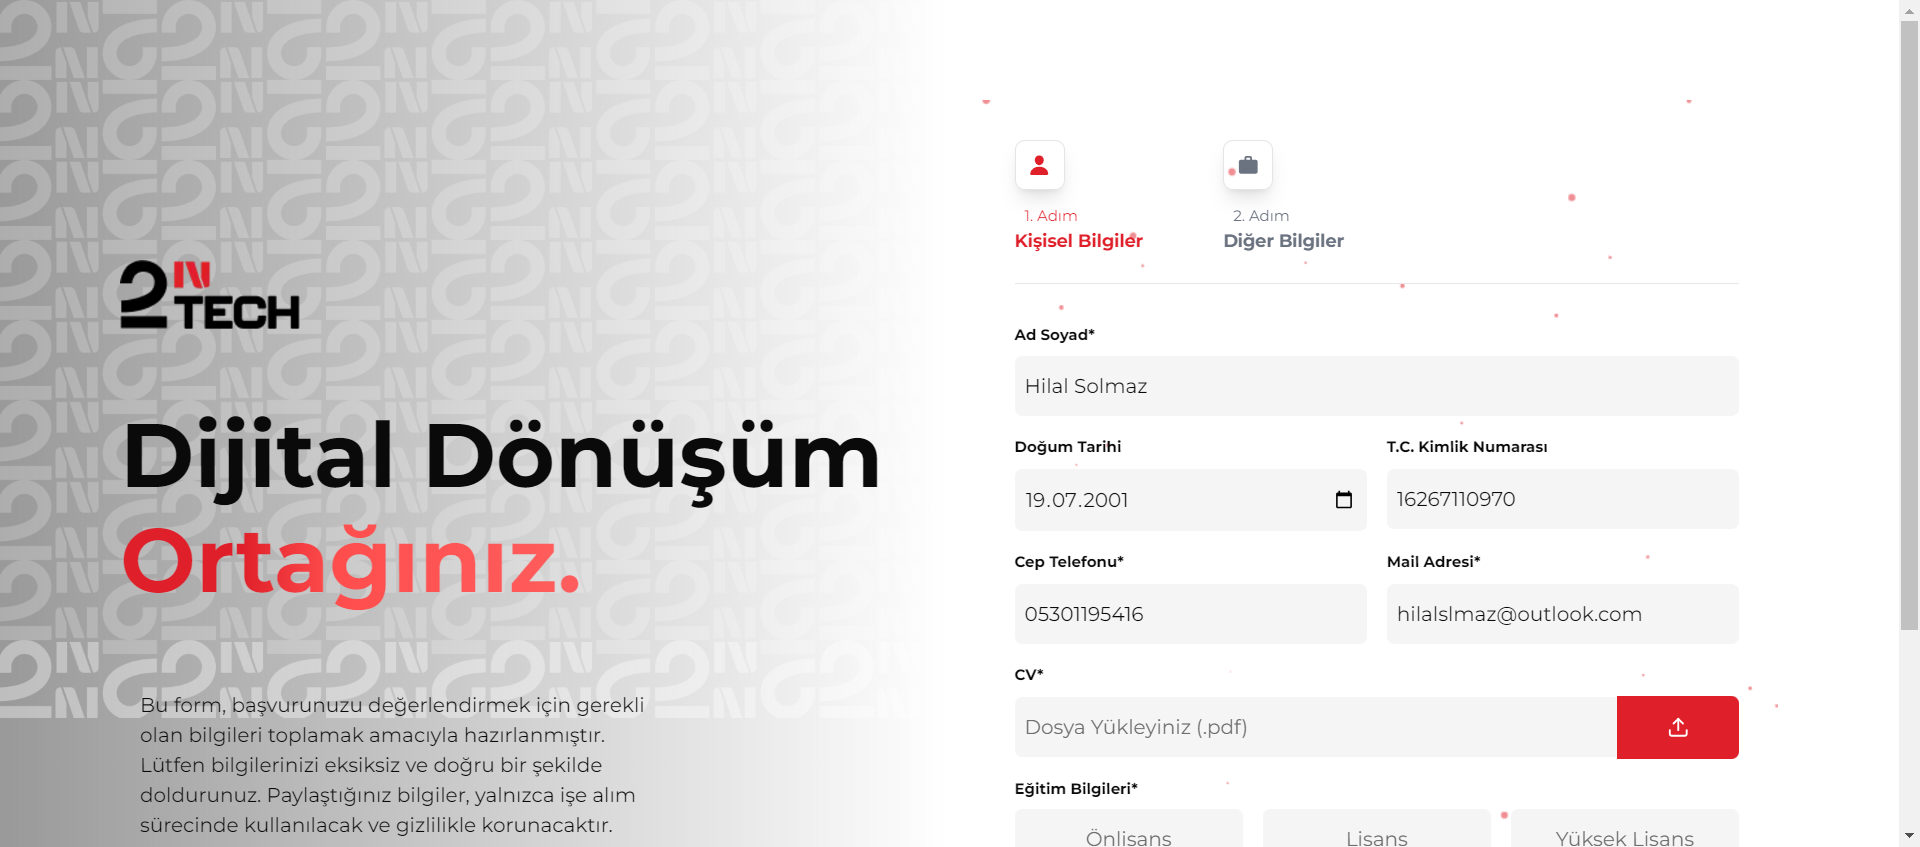 2N
TECH
Dijital Dönüşüm
Ortağınız.
Bu form, başvurunuzu değerlendirmek için gerekli
olan bilgileri toplamak amacıyla hazırlanmıştır.
Lütfen bilgilerinizi eksiksiz ve doğru bir şekilde
doldurunuz. Paylaştığınız bilgiler, yalnızca işe alım
sürecinde kullanılacak ve gizlilikle korunacaktır.
1. Adım
Kişisel Bilgiler
2. Adım
Diğer Bilgiler
Ad Soyad*
Hilal Solmaz
Doğum Tarihi
T.C. Kimlik Numarası
19.07.2001
16267110970
Cep Telefonu*
Mail Adresi*
05301195416
hilalslmaz@outlook.com
CV*
Dosya Yükleyiniz (.pdf)
Eğitim Bilgileri*
Önlisans
Lisans
Yüksek Lisans